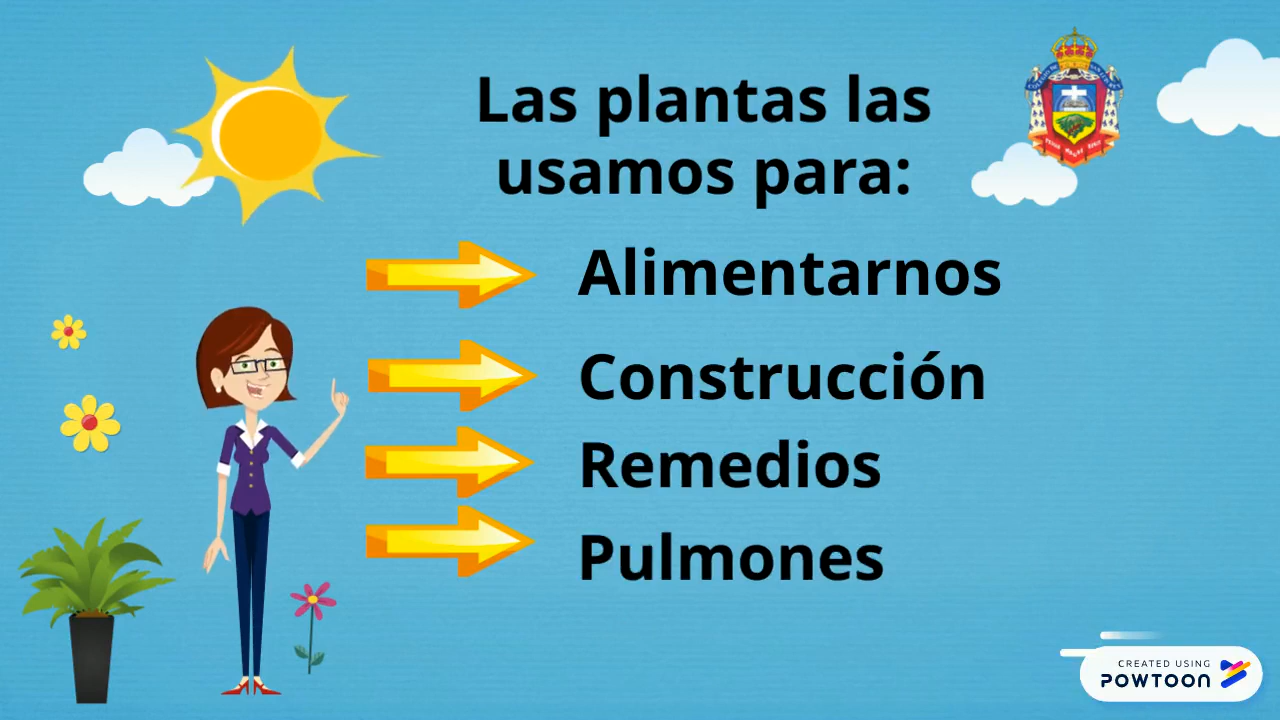 Las plantas las
usamos para:
Alimentarnos
Construcción
Remedios
Pulmones
CREATED USING
POWTOON